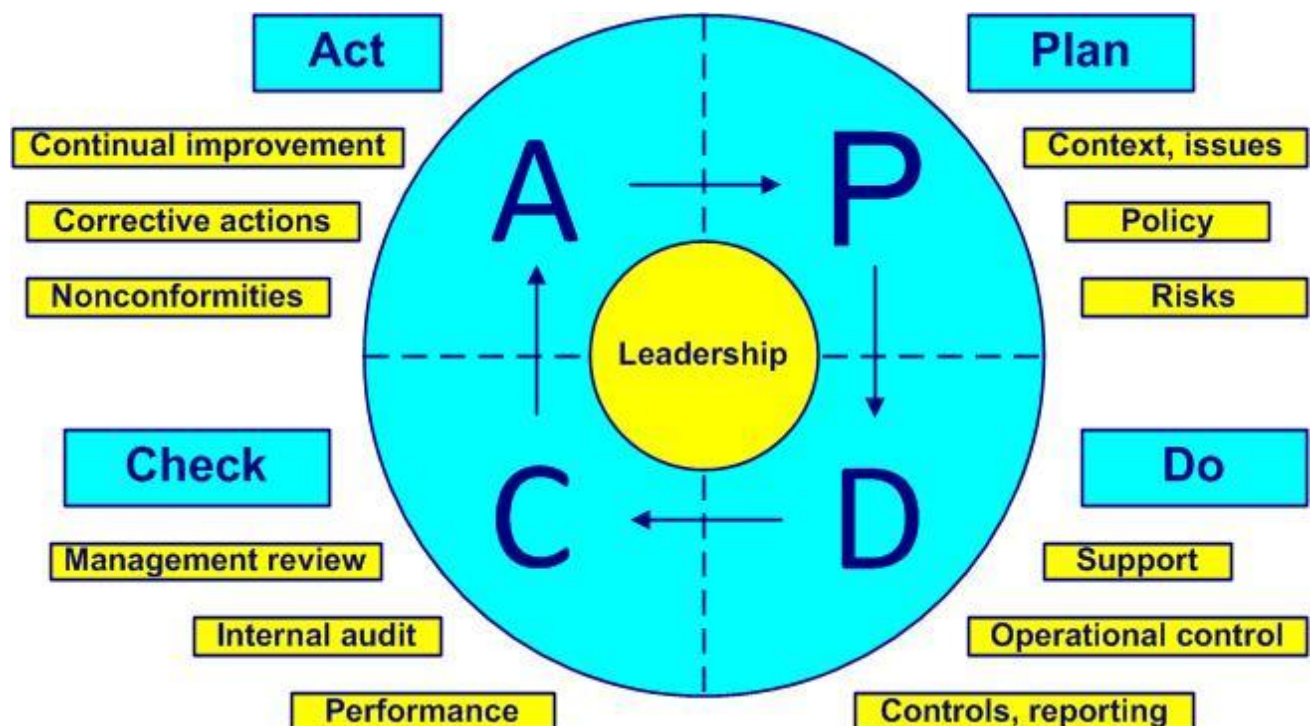 Act
Plan
Continual improvement
Context, issues
Corrective actions
Policy
Nonconformities
Risks
A
P
Leadership
Check
Do
C
D
Management review
Support
Internal audit
Operational control
Performance
Controls, reporting